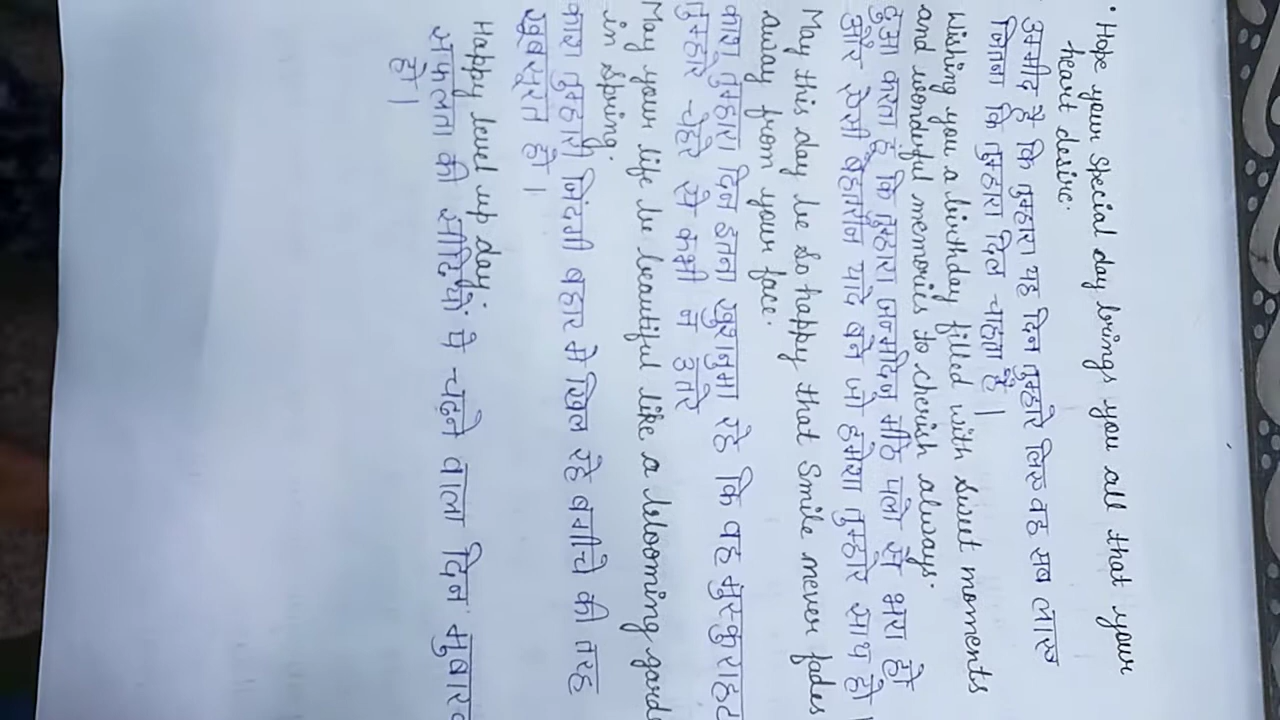 • Hope your special day brings you all that your
heart desire.
उम्मीद है कि तुम्हारा यह दिन तुम्हारे लिए वह सब लाए
जितना कि तुम्हारा दिल चाहता है।
Wishing you a birthday filled with sweet moments
and wonderful memories to cherish always.
दुआ करता हूँ कि तुम्हारा जन्मदिण मीठे पलो से भरा हो
और ऐसी बेहतरीन यादे बने जो हमेशा तुम्हारे साथ हो।
May this day be so happy that smile never fades
away from your face.
काश तुम्हारा दिन इतना खुशनुमा रहे कि यह मुस्कुराहट
तुम्हारे चेहरे से कभी न उतरे
May your life be beautiful like a blooming garde
in spring.
काश तुम्हारी जिंदगी बहार मे खिल रहे बगीचे की तरह
खूबसूरत हो।
Happy level up day.
सफलता की सीढ़ियों पे चढने वाला दिन मुबारक
हो।